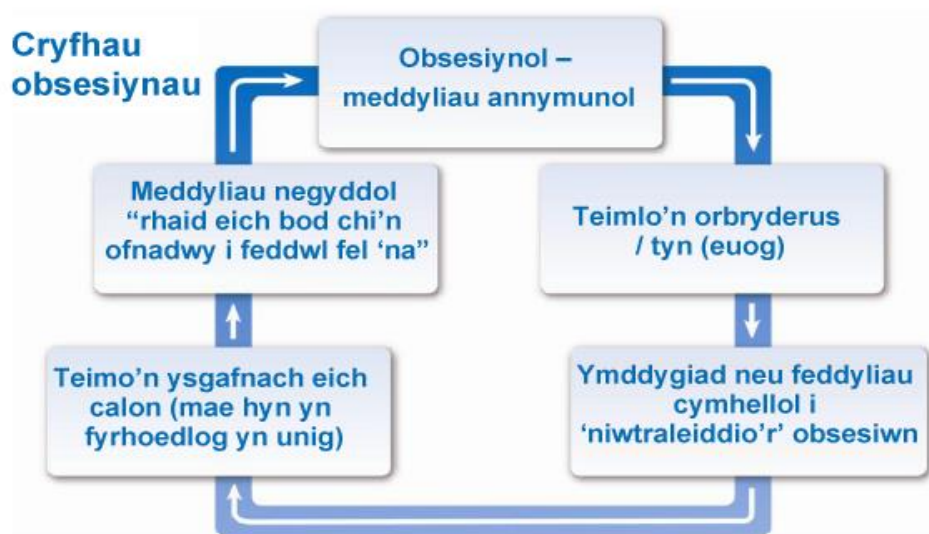 Cryfhau
obsesiynau
Obsesiynol –
meddyliau annymunol
Teimlo'n orbryderus
/ tyn (euog)
Ymddygiad neu feddyliau
cymhellol i
‘niwtraleiddio’r’ obsesiwn
Teimo’n ysgafnach eich
calon (mae hyn yn
fyrhoedlog yn unig)
Meddyliau negyddol
“rhaid eich bod chi’n
ofnadwy i feddwl fel ‘na”